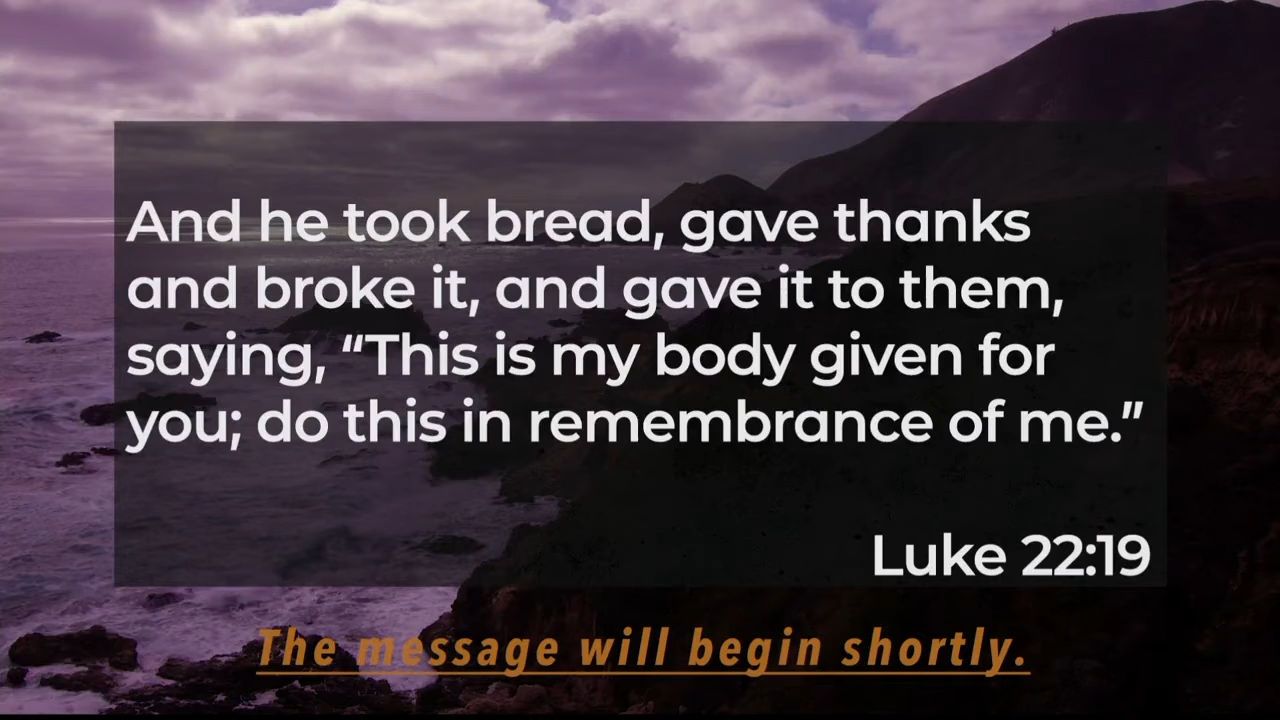 And he took bread, gave thanks
and broke it, and gave it to them,
saying, “This is my body given for
you; do this in remembrance of me.”
Luke 22:19
The message will begin shortly.